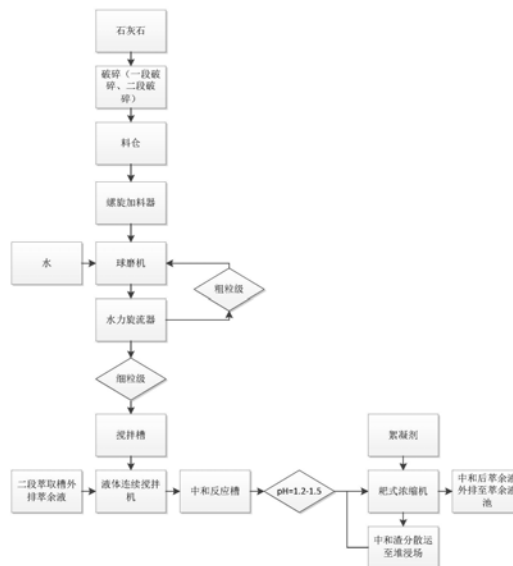 石灰石
破碎（一段破
碎、二段破
碎）
料仓
螺旋加料器
水
球磨机
粗粒级
水力旋流器
细粒级
搅拌槽
絮凝剂
二段萃取槽外
排萃余液
液体连续搅拌
机
中和反应槽
pH=1.2-1.5
耙式浓缩机
中和后萃余液
外排至萃余液
池
中和渣分散运
至堆浸场